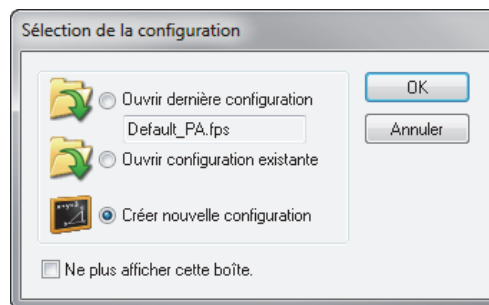 Sélection de la configuration
Ouvrir dernière configuration
Default_PA.fps
Ouvrir configuration existante
Créer nouvelle configuration
OK
Annuler
Ne plus afficher cette boîte.